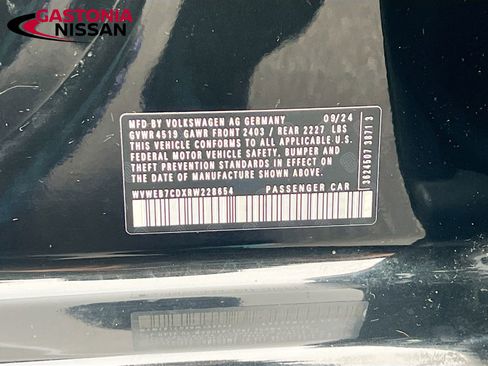 GASTONIA
NISSAN
MFD BY VOLKSWAGEN AG GERMANY 09/24
GVWR4519 GAWR FRONT 2403 / REAR 2227 LBS
THIS VEHICLE CONFORMS TO ALL APPLICABLE U.S.
FEDERAL MOTOR VEHICLE SAFETY, BUMPER AND
THEFT PREVENTION STANDARDS IN EFFECT ON THE
DATE OF MANUFACTURE SHOWN ABOVE.
WVWEB7CDXRW228654 PASSENGER CAR